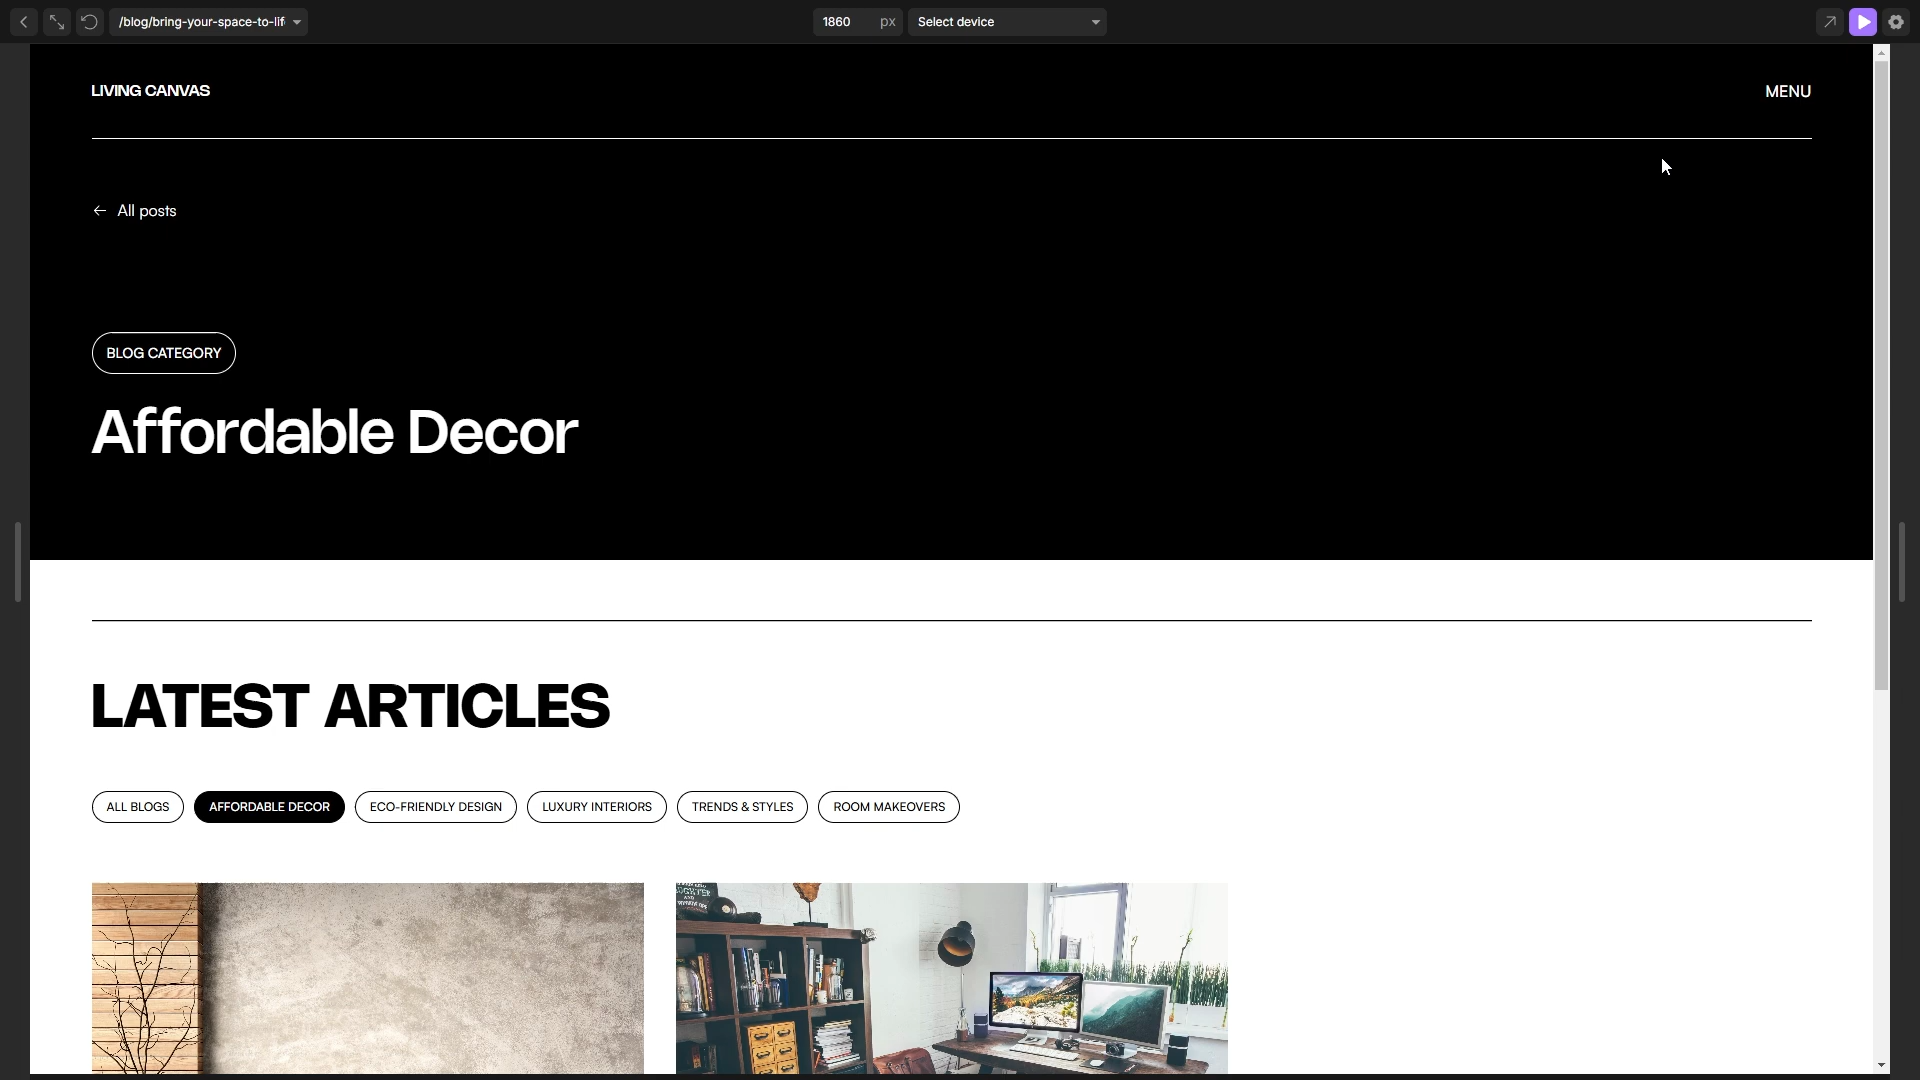 /blog/bring-your-space-to-lif
1860 px
Select device
LIVING CANVAS
MENU
← All posts
BLOG CATEGORY
Affordable Decor
LATEST ARTICLES
ALL BLOGS
AFFORDABLE DECOR
ECO-FRIENDLY DESIGN
LUXURY INTERIORS
TRENDS & STYLES
ROOM MAKEOVERS